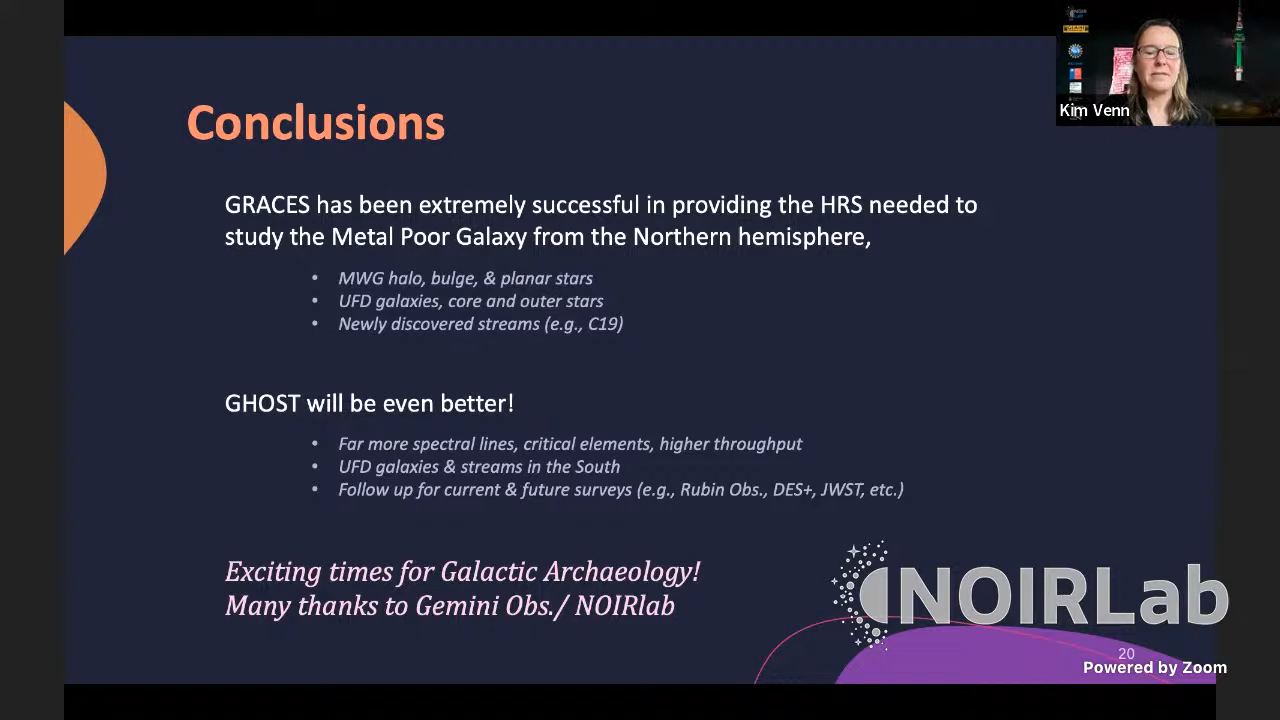 Conclusions
Kim Venn
GRACES has been extremely successful in providing the HRS needed to
study the Metal Poor Galaxy from the Northern hemisphere,
• MWG halo, bulge, & planar stars
• UFD galaxies, core and outer stars
• Newly discovered streams (e.g., C19)
GHOST will be even better!
• Far more spectral lines, critical elements, higher throughput
• UFD galaxies & streams in the South
• Follow up for current & future surveys (e.g., Rubin Obs., DES+, JWST, etc.)
Exciting times for Galactic Archaeology!
Many thanks to Gemini Obs./ NOIRlab
NOIRLab
20
Powered by Zoom